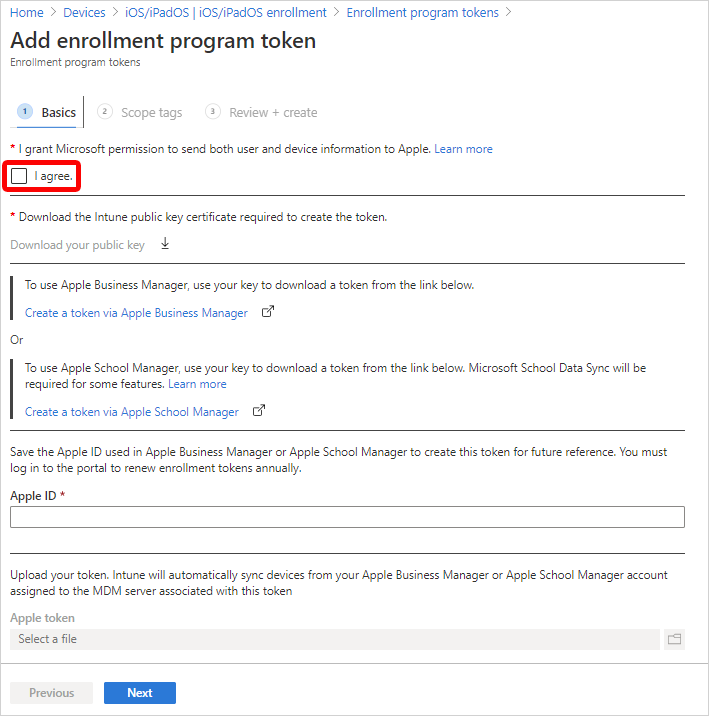 Home > Devices > iOS/iPadOS | iOS/iPadOS enrollment > Enrollment program tokens >
Add enrollment program token
Enrollment program tokens
1 Basics 2 Scope tags 3 Review + create
* I grant Microsoft permission to send both user and device information to Apple. Learn more
I agree.
* Download the Intune public key certificate required to create the token.
Download your public key
To use Apple Business Manager, use your key to download a token from the link below.
Create a token via Apple Business Manager
Or
To use Apple School Manager, use your key to download a token from the link below. Microsoft School Data Sync will be
required for some features. Learn more
Create a token via Apple School Manager
Save the Apple ID used in Apple Business Manager or Apple School Manager to create this token for future reference. You must
log in to the portal to renew enrollment tokens annually.
Apple ID *
Upload your token. Intune will automatically sync devices from your Apple Business Manager or Apple School Manager account
assigned to the MDM server associated with this token
Apple token
Select a file
Previous Next